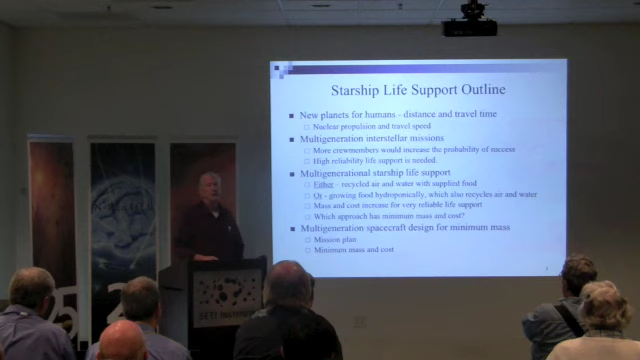 Starship Life Support Outline
New planets for humans - distance and travel time
Nuclear propulsion and travel speed
Multigeneration interstellar missions
More crewmembers would increase the probability of success
High reliability life support is needed.
Multigenerational starship life support
Either - recycled air and water with supplied food
Or - growing food hydroponically, which also recycles air and water
Mass and cost increase for very reliable life support
Which approach has minimum mass and cost?
Multigeneration spacecraft design for minimum mass
Mission plan
Minimum mass and cost
SETI INSTITUTE